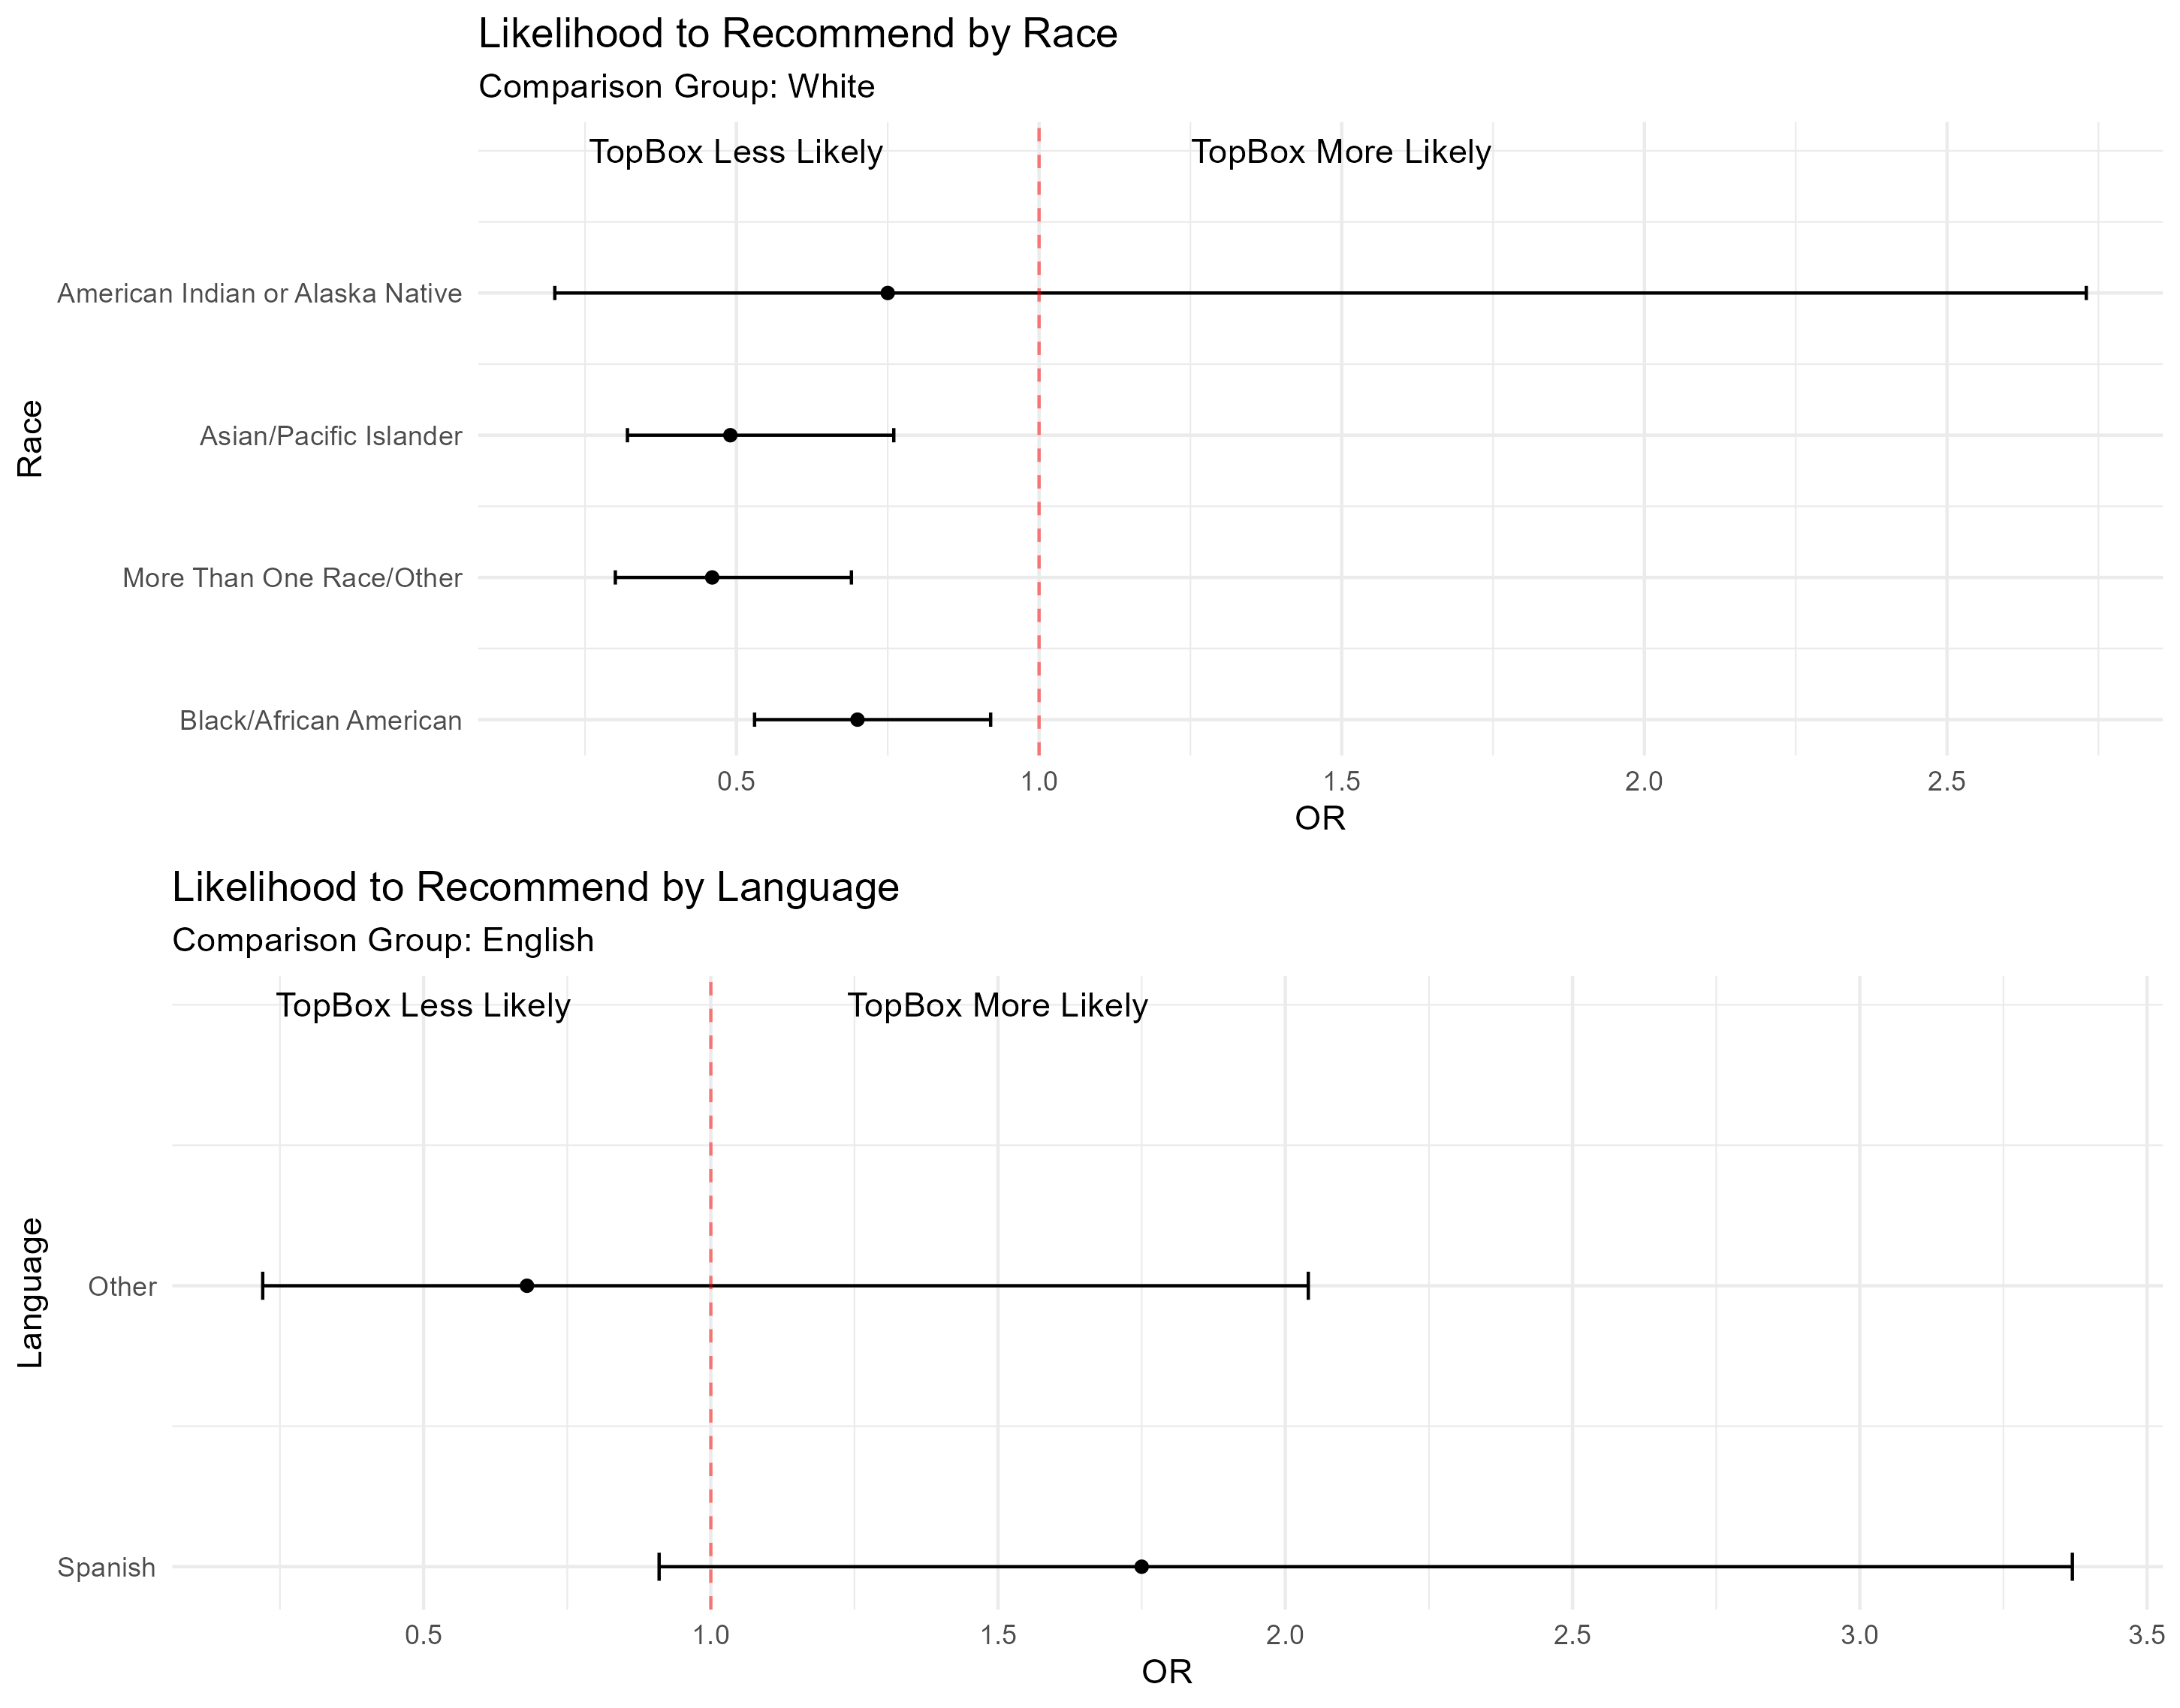 Likelihood to Recommend by Race
Comparison Group: White
TopBox Less Likely
TopBox More Likely
Race
American Indian or Alaska Native
Asian/Pacific Islander
More Than One Race/Other
Black/African American
0.5 1.0 1.5 2.0 2.5
OR
Likelihood to Recommend by Language
Comparison Group: English
TopBox Less Likely
TopBox More Likely
Language
Other
Spanish
0.5 1.0 1.5 2.0 2.5 3.0 3.5
OR